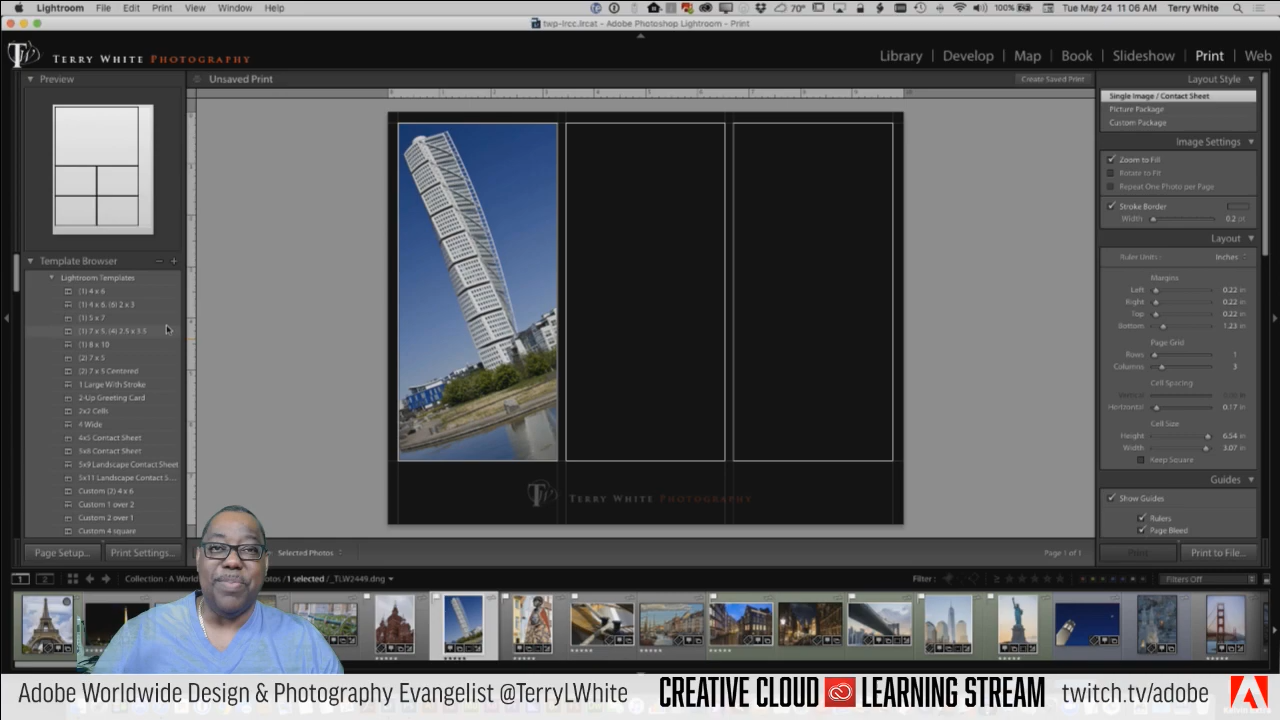 Lightroom File Edit Photo Settings Print View Window Help 70° 100% Tue May 24 11:06 AM Terry White
twp-lrcc.lrcat - Adobe Photoshop Lightroom - Print
TW TERRY WHITE PHOTOGRAPHY
Library | Develop | Map | Book | Slideshow | Print | Web
Preview
Unsaved Print
Create Saved Print
Layout Style
Single Image / Contact Sheet
Picture Package
Custom Package
Image Settings
Zoom to Fill
Rotate to Fit
Repeat One Photo per Page
Stroke Border
Width 0.2 pt
Layout
Ruler Units: Inches
Margins
Left 0.22 in
Right 0.22 in
Top 0.22 in
Bottom 1.23 in
Page Grid
Rows 1
Columns 3
Cell Spacing
Vertical
Horizontal 0.17 in
Cell Size
Height 6.54 in
Width 3.07 in
Keep Square
Guides
Show Guides
Rulers
Page Bleed
Template Browser
Lightroom Templates
(1) 4 x 6
(1) 4 x 6, (6) 2 x 3
(1) 5 x 7
(1) 7 x 5, (4) 2.5 x 3.5
(1) 8 x 10
(2) 7 x 5
(2) 7 x 5 Centered
1 Large With Stroke
2-Up Greeting Card
2x2 Cells
4 Wide
4x5 Contact Sheet
5x8 Contact Sheet
5x9 Landscape Contact Sheet
5x11 Landscape Contact S...
Custom (2) 4 x 6
Custom 1 over 2
Custom 2 over 1
Custom 4 square
TW TERRY WHITE PHOTOGRAPHY
Page Setup... Print Settings...
Selected Photos
Page 1 of 1
Print Print to File...
1 2 Collection : A World
otos / 1 selected / _TLW2449.dng
Filter : Filters Off
Adobe Worldwide Design & Photography Evangelist @TerryLWhite CREATIVE CLOUD LEARNING STREAM twitch.tv/adobe